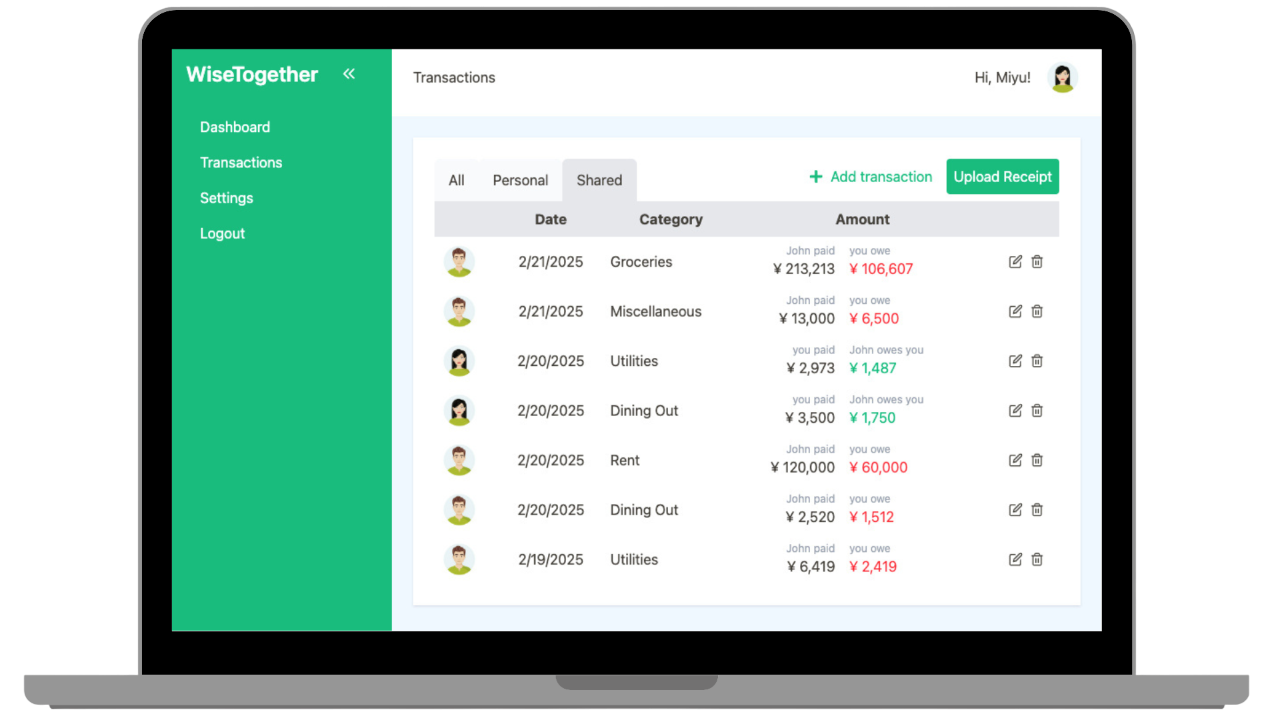 WiseTogether
Transactions
Hi, Miyu!
Dashboard
Transactions
Settings
Logout
All Personal Shared
+ Add transaction
Upload Receipt
Date Category Amount
John paid you owe
2/21/2025 Groceries ¥ 213,213 ¥ 106,607
John paid you owe
2/21/2025 Miscellaneous ¥ 13,000 ¥ 6,500
you paid John owes you
2/20/2025 Utilities ¥ 2,973 ¥ 1,487
you paid John owes you
2/20/2025 Dining Out ¥ 3,500 ¥ 1,750
John paid you owe
2/20/2025 Rent ¥ 120,000 ¥ 60,000
John paid you owe
2/20/2025 Dining Out ¥ 2,520 ¥ 1,512
John paid you owe
2/19/2025 Utilities ¥ 6,419 ¥ 2,419